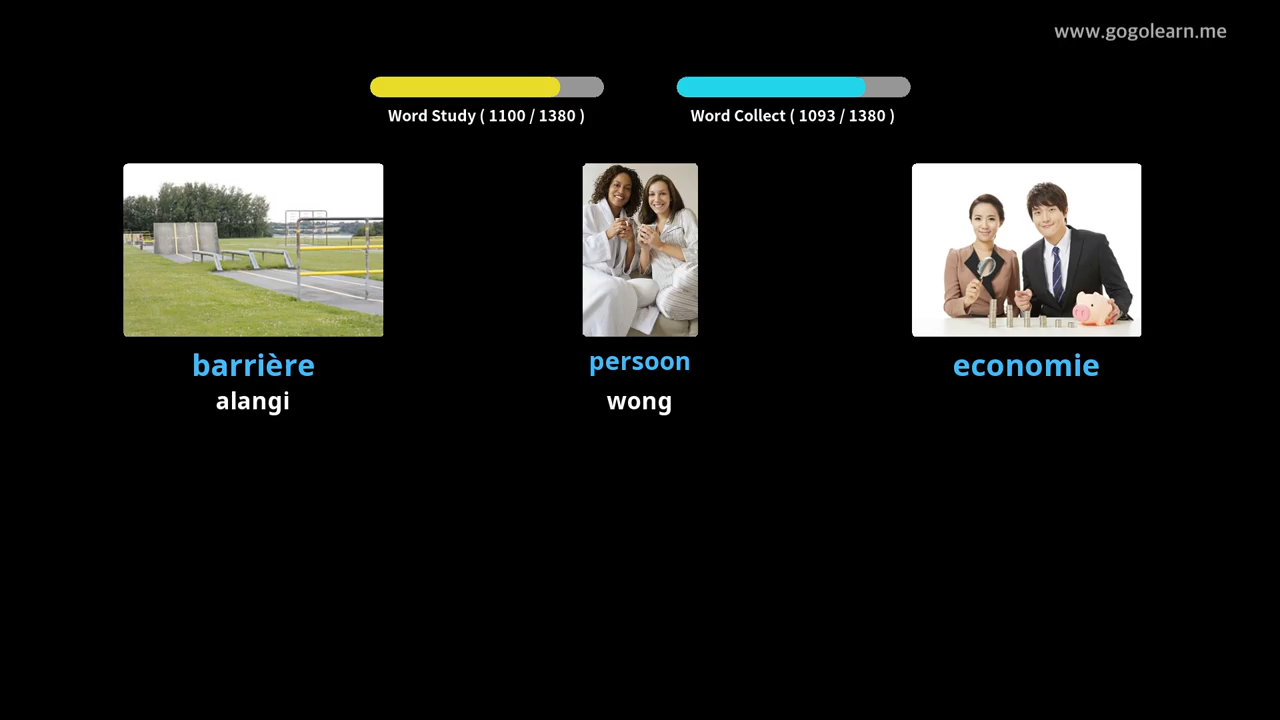 www.gogolearn.me
Word Study ( 1100 / 1380 )
Word Collect ( 1093 / 1380 )
barrière
alangi
persoon
wong
economie